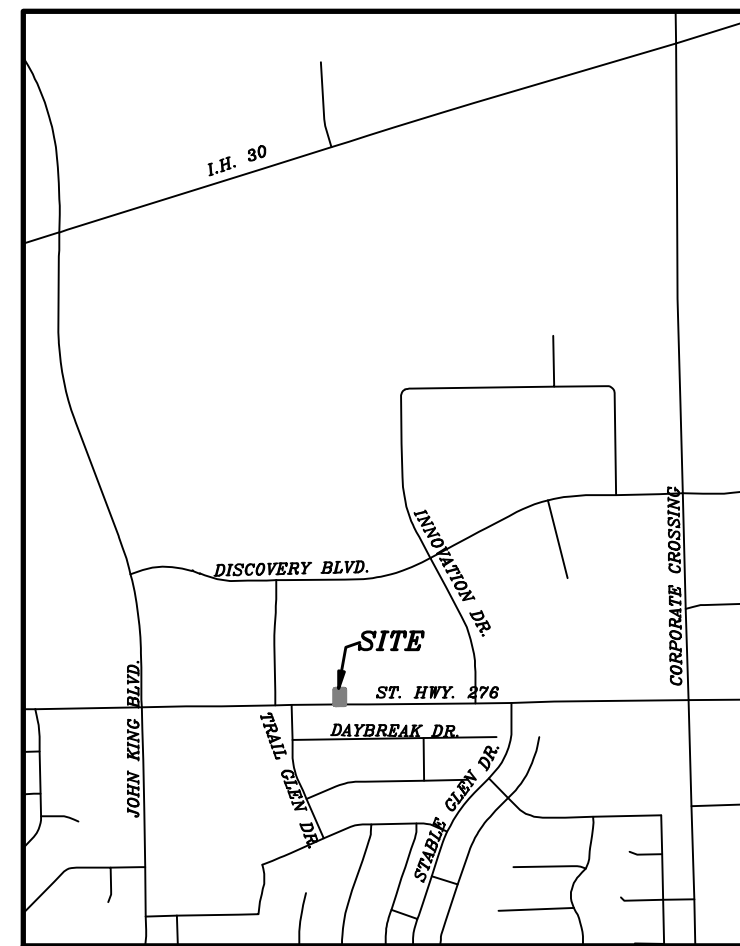 I.H. 30
INNOVATION DR.
CORPORATE CROSSING
DISCOVERY BLVD.
SITE
JOHN KING BLVD.
ST. HWY. 276
TRAIL GLEN DR.
DAYBREAK DR.
STABLE GLEN DR.